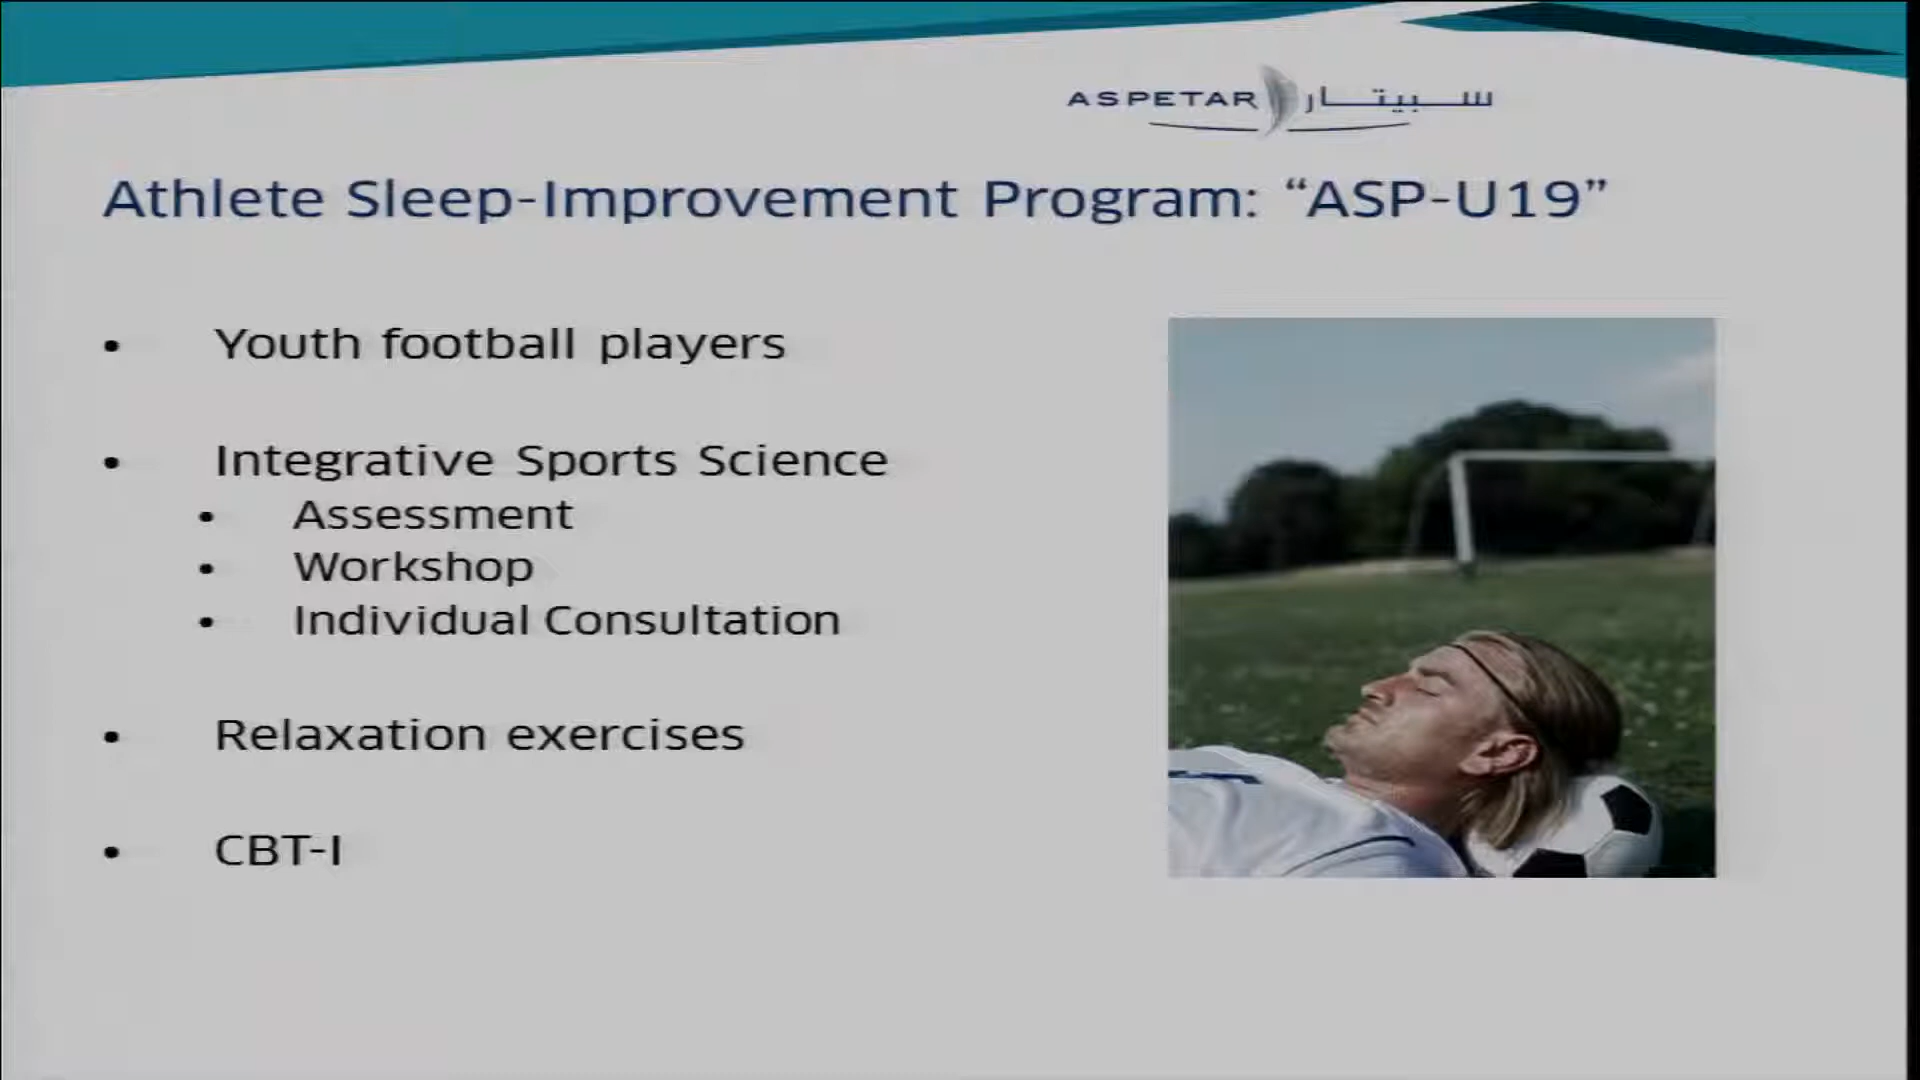 ASPETAR سبيتار
Athlete Sleep-Improvement Program: “ASP-U19”
• Youth football players
• Integrative Sports Science
• Assessment
• Workshop
• Individual Consultation
• Relaxation exercises
• CBT-I